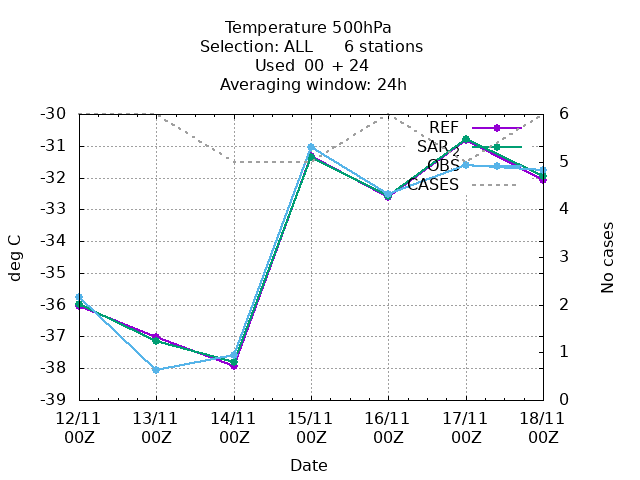 Temperature 500hPa
Selection: ALL 6 stations
Used 00 + 24
Averaging window: 24h
-30
-31
-32
-33
-34
-35
-36
-37
-38
-39
deg C
6
5
4
3
2
1
0
No cases
REF
SAR_2
OBS
CASES
12/11 13/11 14/11 15/11 16/11 17/11 18/11
00Z 00Z 00Z 00Z 00Z 00Z 00Z
Date